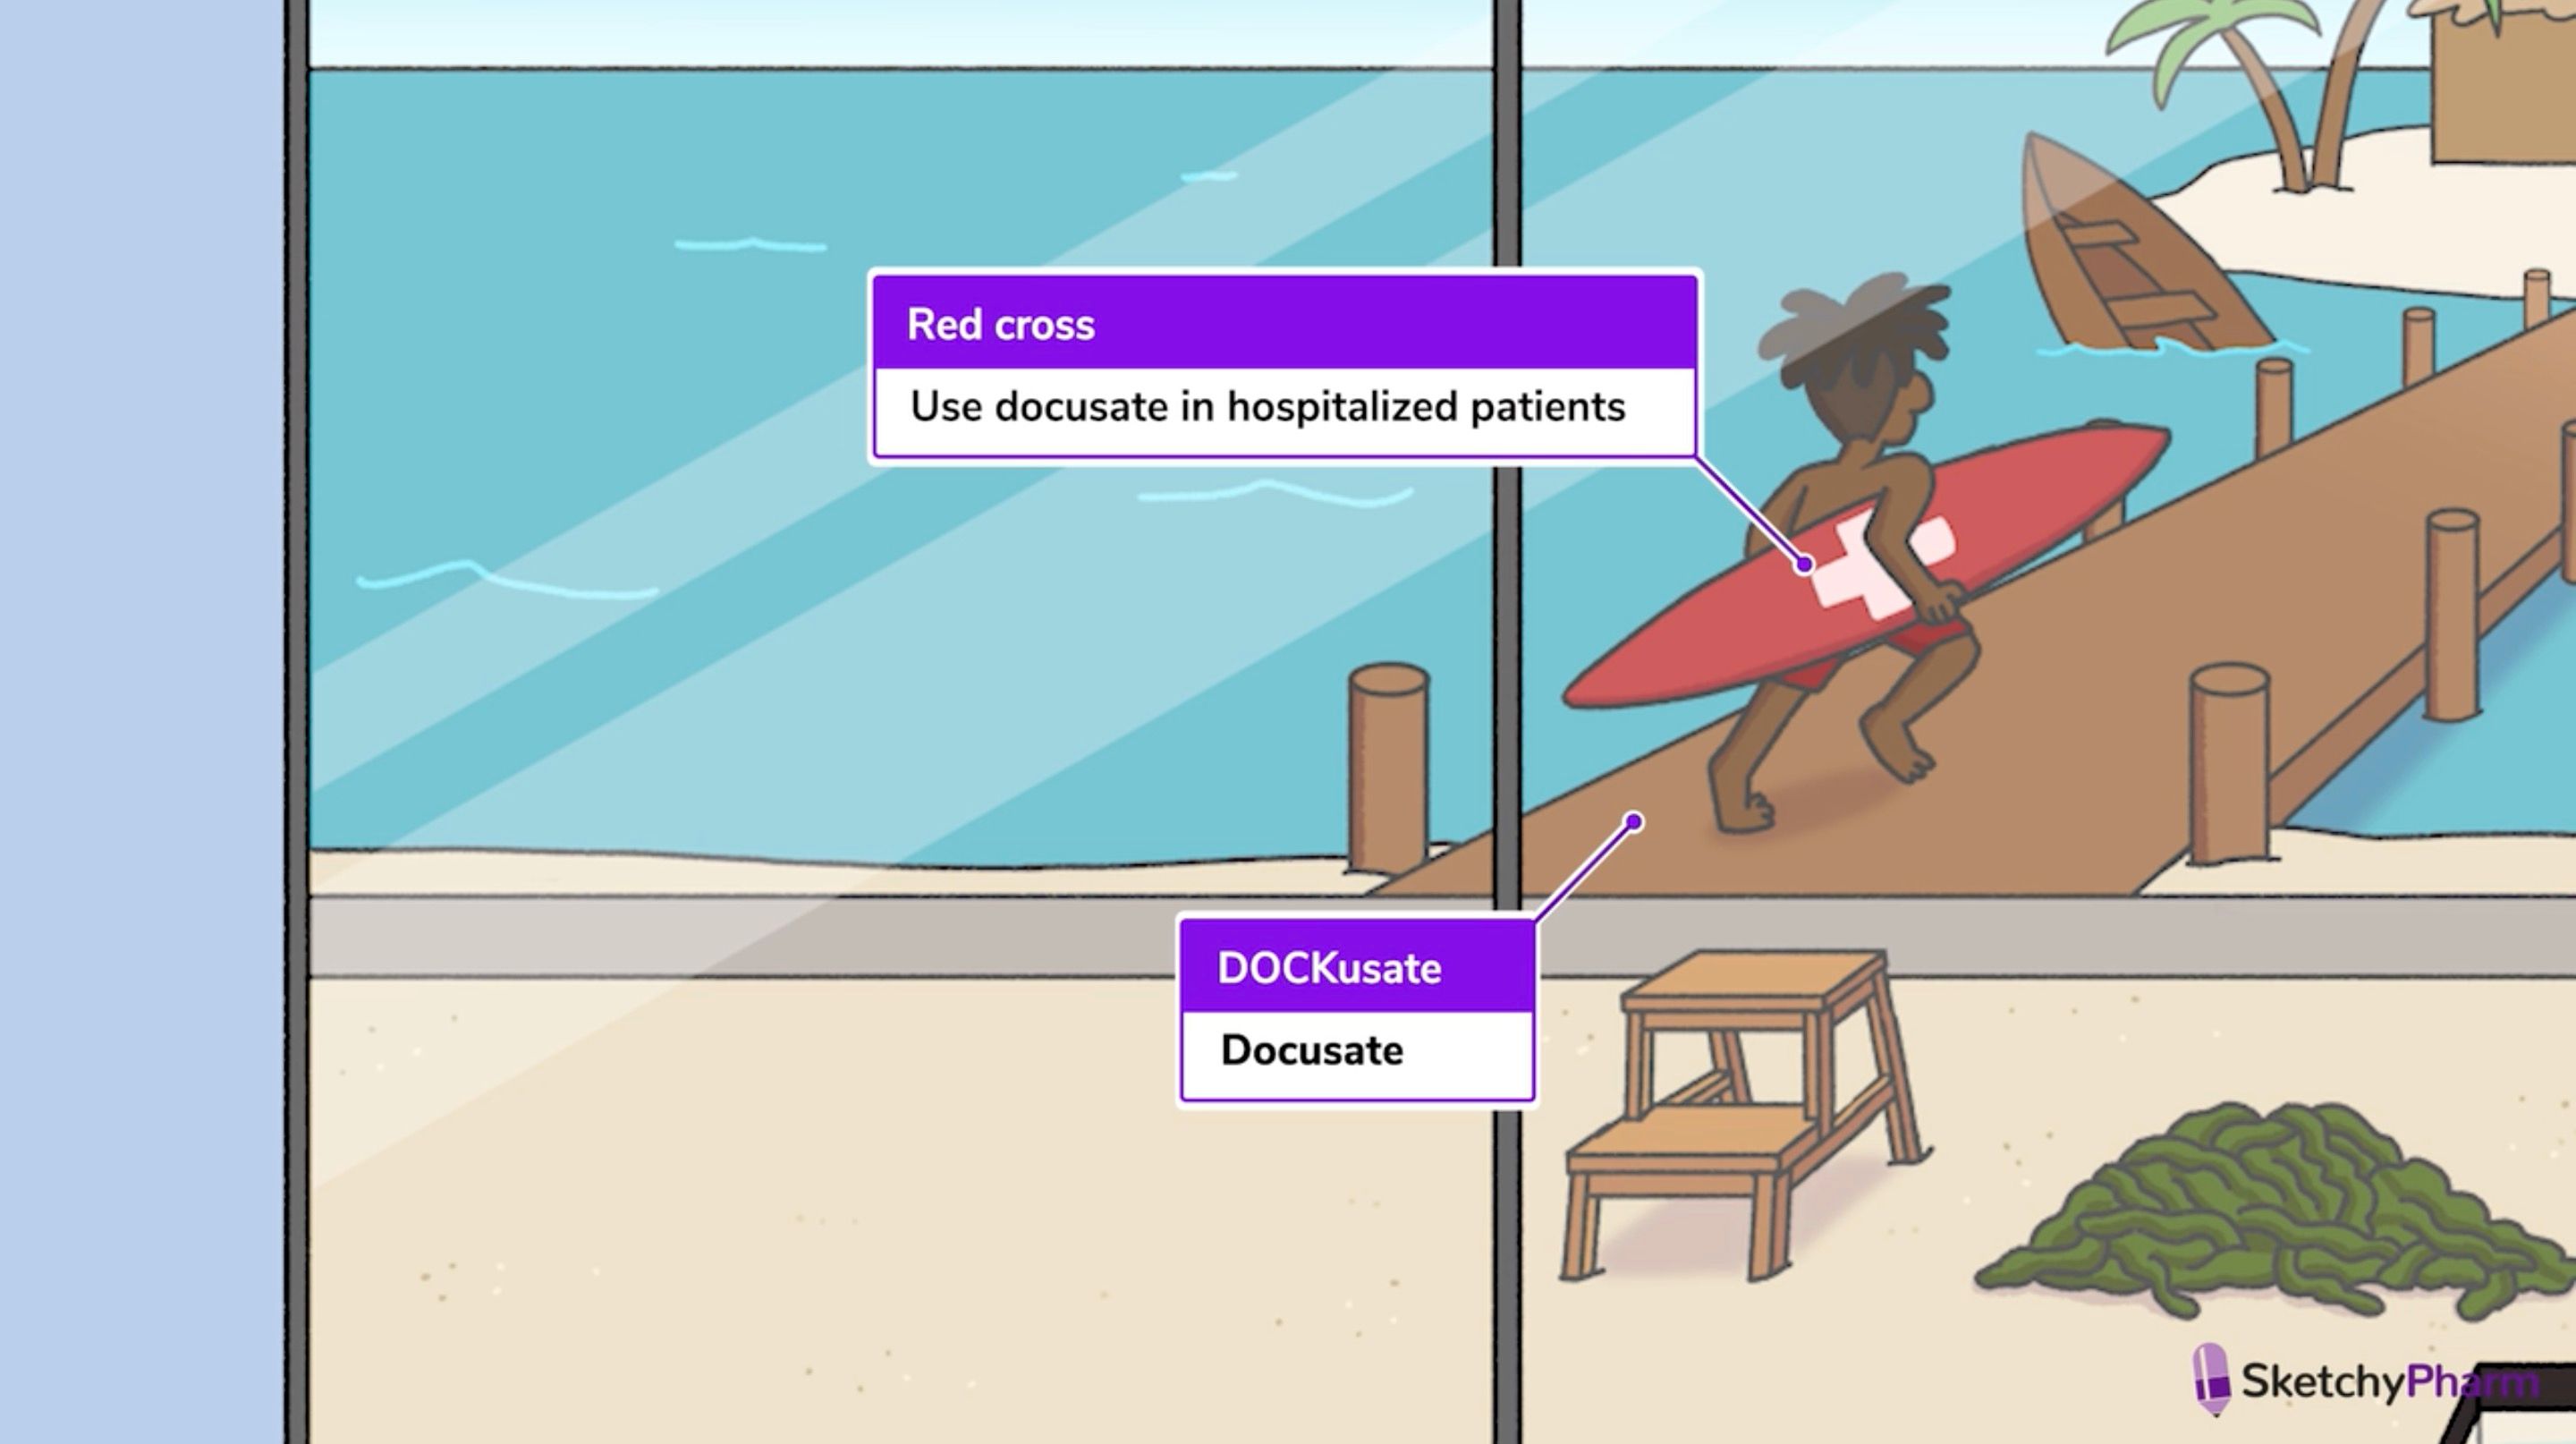 Red cross
Use docusate in hospitalized patients
DOCKusate
Docusate
SketchyPharm